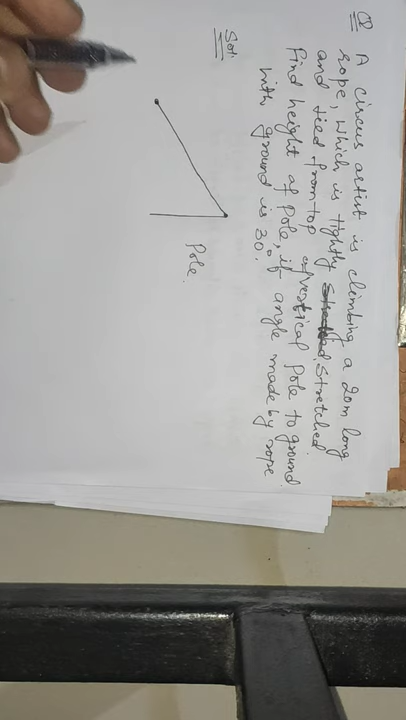 Q) A circus artist is climbing a 20m long
rope, which is tightly stretched
and tied from top of vertical Pole to ground.
Find height of Pole, if angle made by rope
with ground is 30°.
Sol.
Pole.